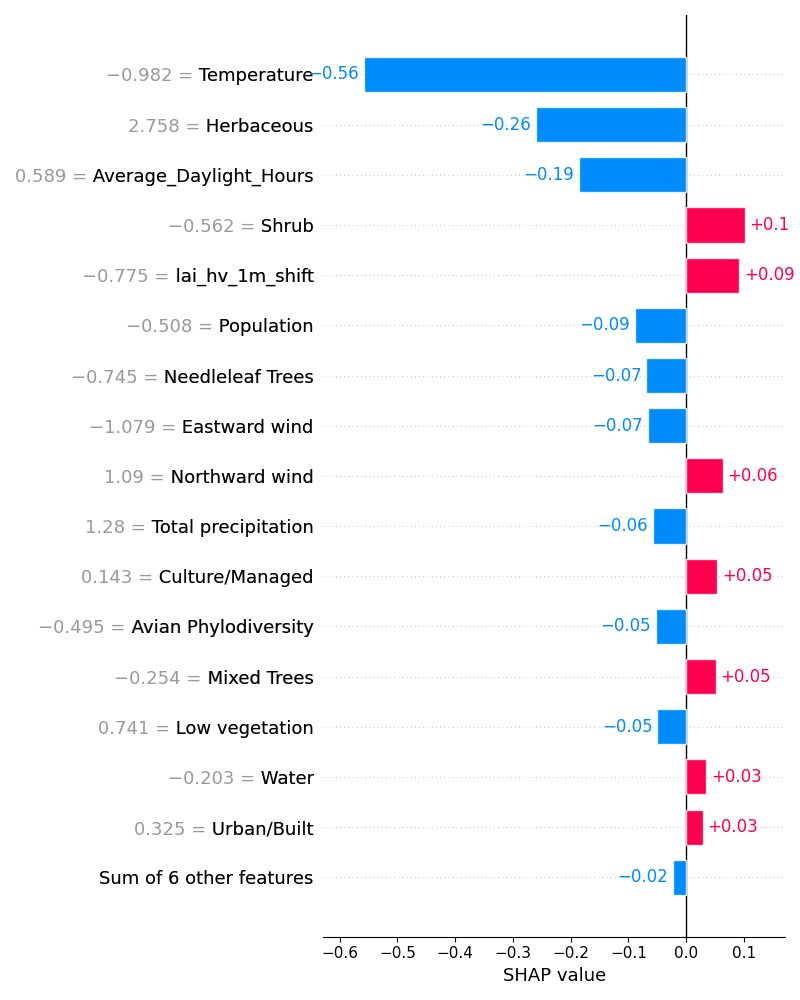 −0.982 = Temperature −0.56
2.758 = Herbaceous −0.26
0.589 = Average_Daylight_Hours −0.19
−0.562 = Shrub +0.1
−0.775 = lai_hv_1m_shift +0.09
−0.508 = Population −0.09
−0.745 = Needleleaf Trees −0.07
−1.079 = Eastward wind −0.07
1.09 = Northward wind +0.06
1.28 = Total precipitation −0.06
0.143 = Culture/Managed +0.05
−0.495 = Avian Phylodiversity −0.05
−0.254 = Mixed Trees +0.05
0.741 = Low vegetation −0.05
−0.203 = Water +0.03
0.325 = Urban/Built +0.03
Sum of 6 other features −0.02
−0.6 −0.5 −0.4 −0.3 −0.2 −0.1 0.0 0.1
SHAP value